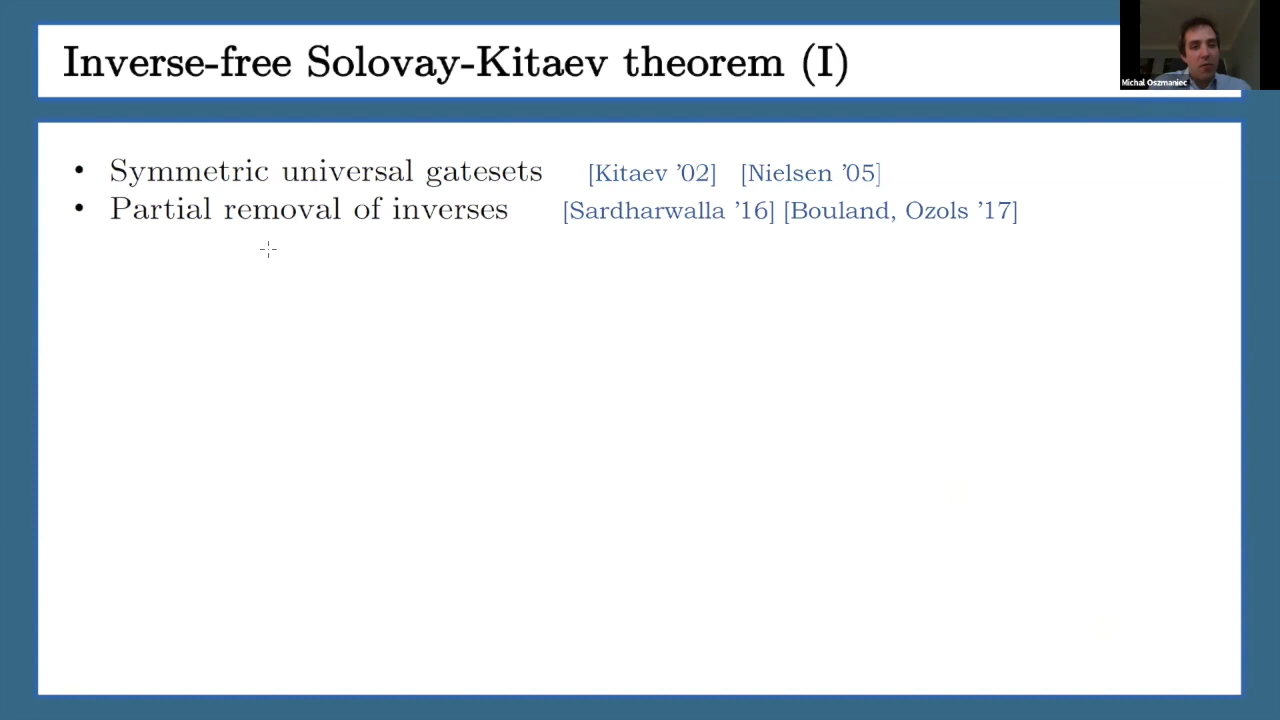 Inverse-free Solovay-Kitaev theorem (I)
Michał Oszmaniec
• Symmetric universal gatesets [Kitaev ’02] [Nielsen ’05]
• Partial removal of inverses [Sardharwalla ’16] [Bouland, Ozols ’17]